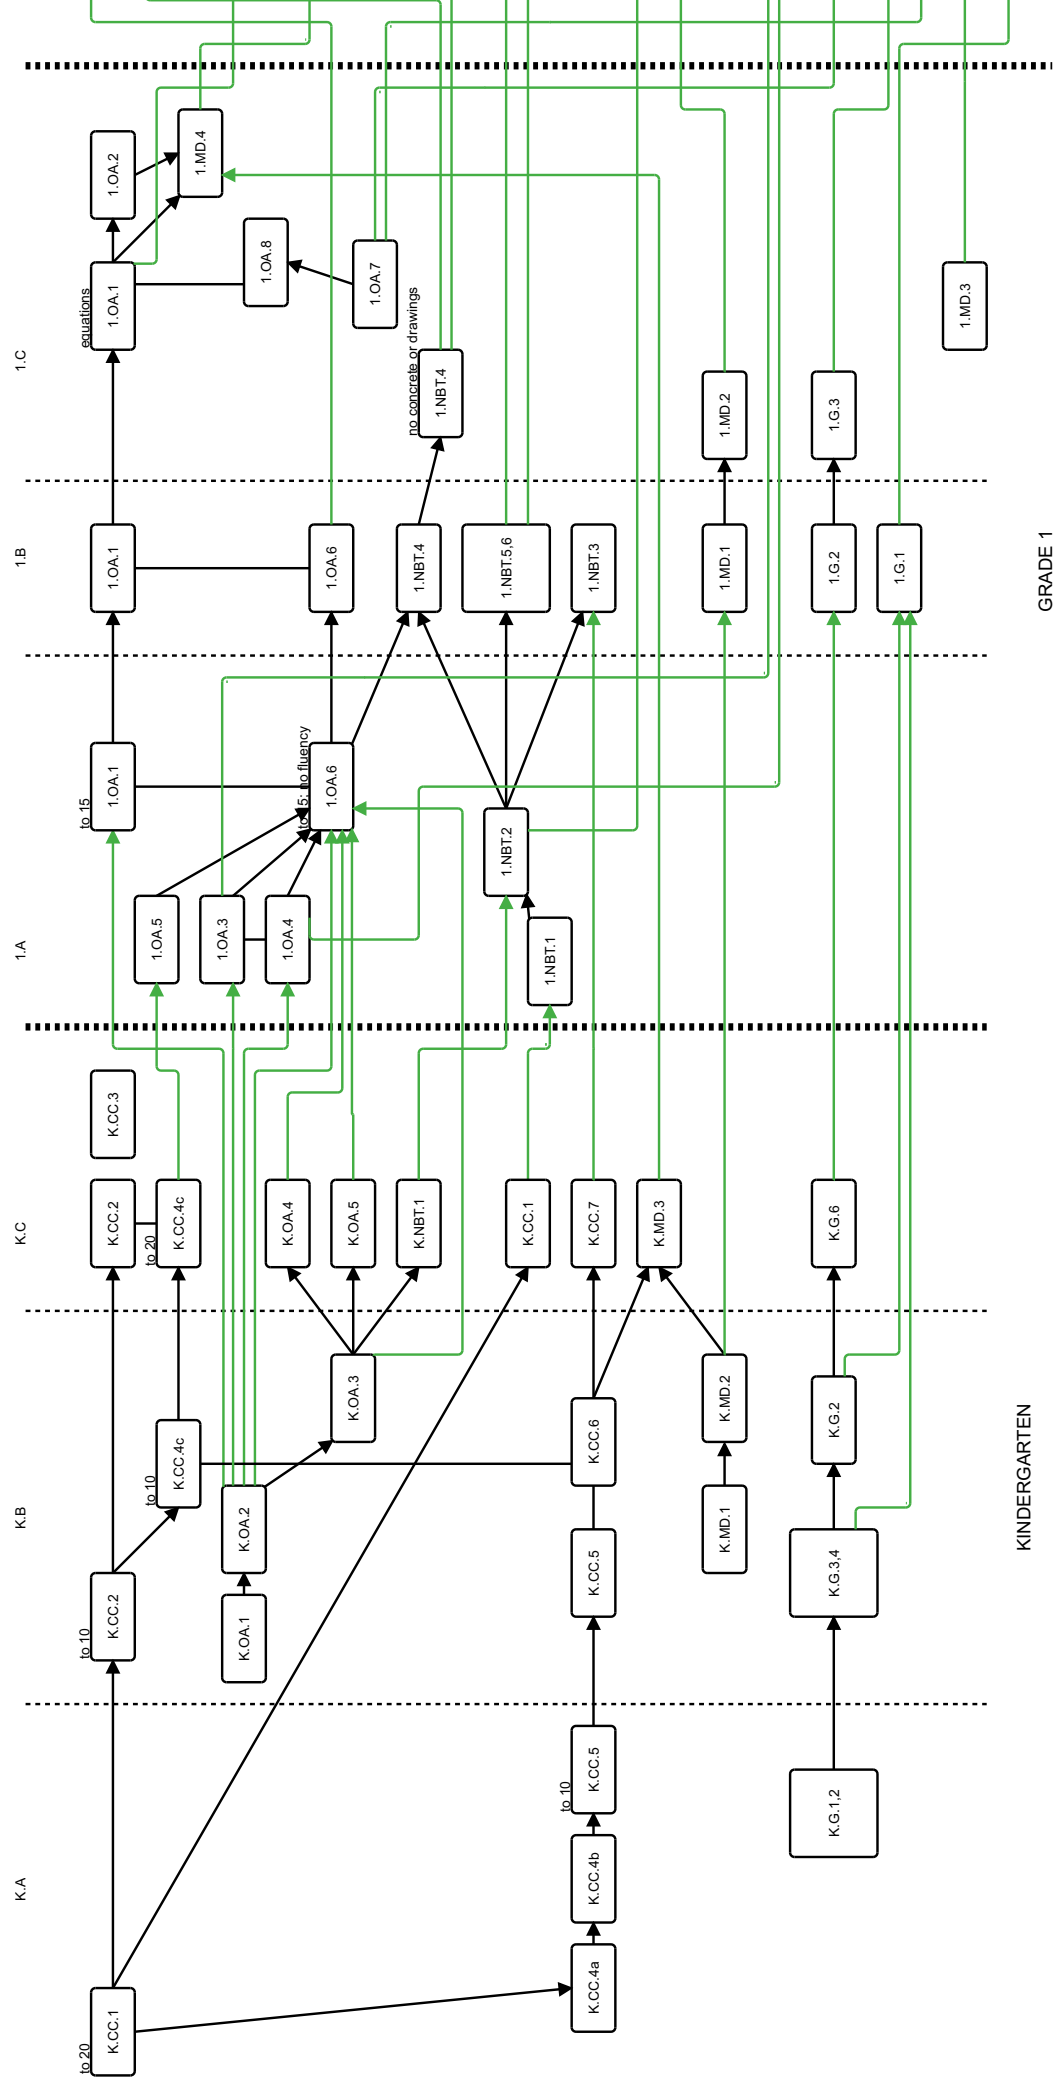 K.A
to 20
K.CC.1
K.CC.4a
K.CC.4b
to 10
K.CC.5
K.G.1,2
K.B
to 10
K.CC.2
to 10
K.CC.4c
K.OA.1
K.OA.2
K.OA.3
K.CC.5
K.CC.6
K.MD.1
K.MD.2
K.G.3,4
K.G.2
KINDERGARTEN
K.C
K.CC.2
K.CC.3
to 20
K.CC.4c
K.OA.4
K.OA.5
K.NBT.1
K.CC.1
K.CC.7
K.MD.3
K.G.6
1.A
to 15
1.OA.1
1.OA.5
1.OA.3
1.OA.4
to 15; no fluency
1.OA.6
1.NBT.2
1.NBT.1
1.B
1.OA.1
1.OA.6
1.NBT.4
1.NBT.5,6
1.NBT.3
1.MD.1
1.G.2
1.G.1
GRADE 1
1.C
equations
1.OA.1
1.OA.2
1.MD.4
1.OA.8
1.OA.7
no concrete or drawings
1.NBT.4
1.MD.2
1.G.3
1.MD.3